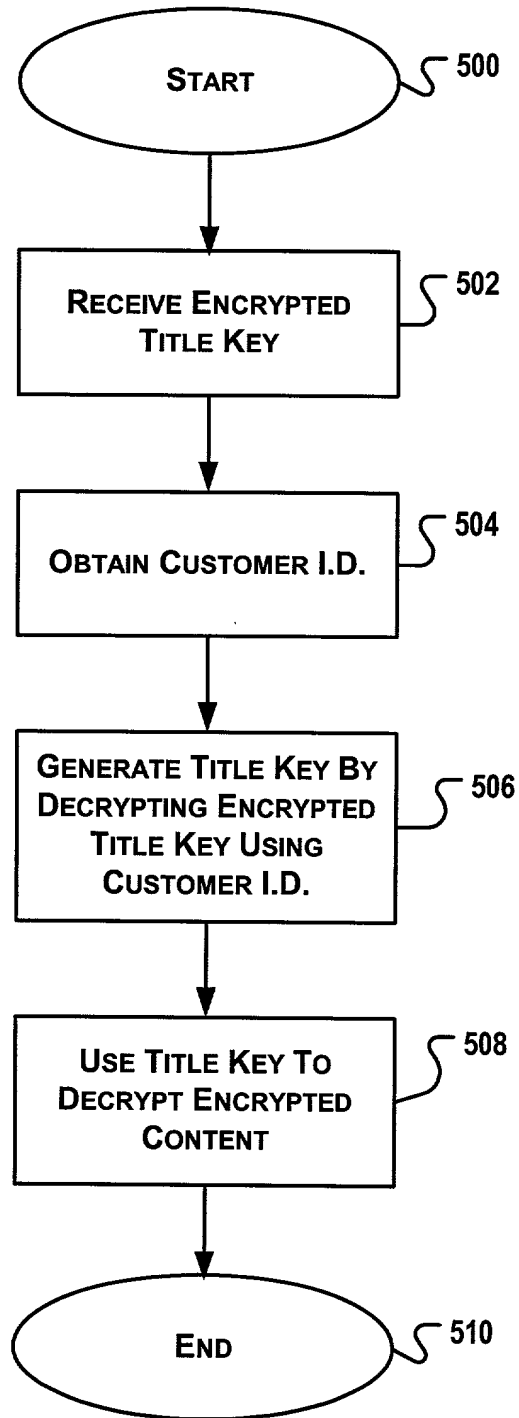 START
500
RECEIVE ENCRYPTED
TITLE KEY
502
OBTAIN CUSTOMER I.D.
504
GENERATE TITLE KEY BY
DECRYPTING ENCRYPTED
TITLE KEY USING
CUSTOMER I.D.
506
USE TITLE KEY TO
DECRYPT ENCRYPTED
CONTENT
508
END
510